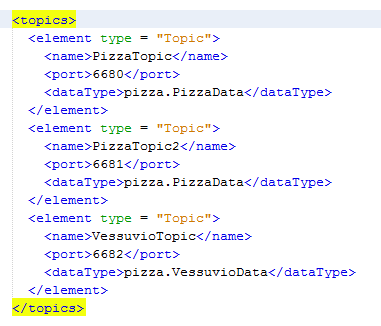 <topics>
<element type = "Topic">
<name>PizzaTopic</name>
<port>6680</port>
<dataType>pizza.PizzaData</dataType>
</element>
<element type = "Topic">
<name>PizzaTopic2</name>
<port>6681</port>
<dataType>pizza.PizzaData</dataType>
</element>
<element type = "Topic">
<name>VessuvioTopic</name>
<port>6682</port>
<dataType>pizza.VessuvioData</dataType>
</element>
</topics>